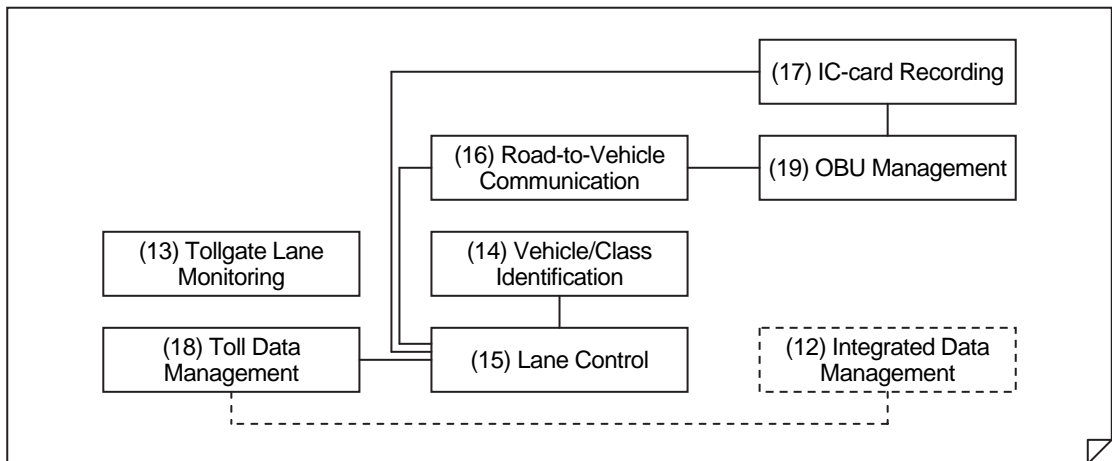 (17) IC-card Recording
(16) Road-to-Vehicle
Communication
(19) OBU Management
(13) Tollgate Lane
Monitoring
(14) Vehicle/Class
Identification
(18) Toll Data
Management
(15) Lane Control
(12) Integrated Data
Management